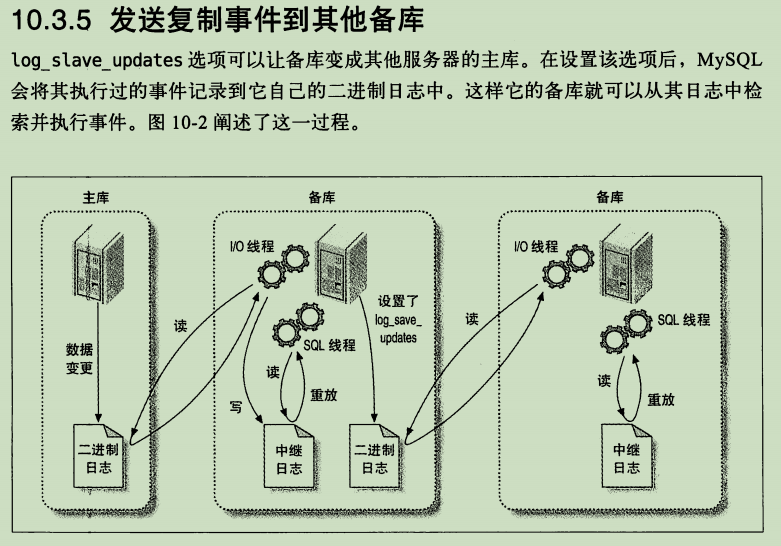 10.3.5 发送复制事件到其他备库
log_slave_updates 选项可以让备库变成其他服务器的主库。在设置该选项后，MySQL
会将其执行过的事件记录到它自己的二进制日志中。这样它的备库就可以从其日志中检
索并执行事件。图 10-2 阐述了这一过程。
主库
备库
备库
I/O 线程
I/O 线程
设置了
log_save_
updates
读
读
SQL 线程
SQL 线程
数据
变更
读
重放
读
重放
写
二进制
日志
中继
日志
二进制
日志
中继
日志